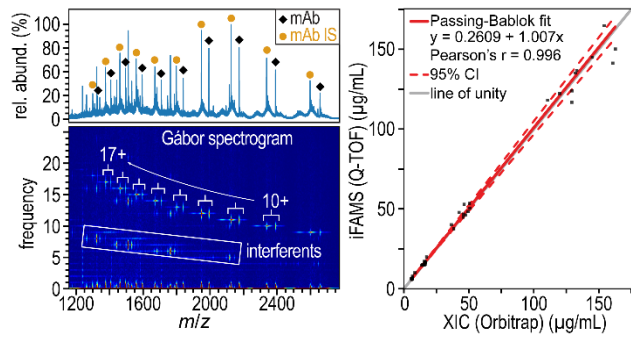 rel. abund. (%)
100
80
60
40
20
0
mAb
mAb IS
Gábor spectrogram
frequency
20
15
10
5
0
17+
10+
interferents
1200
1600
2000
2400
m/z
iFAMS (Q-TOF) (µg/mL)
150
100
50
0
Passing-Bablok fit
y = 0.2609 + 1.007x
Pearson's r = 0.996
95% CI
line of unity
0
50
100
150
XIC (Orbitrap) (µg/mL)